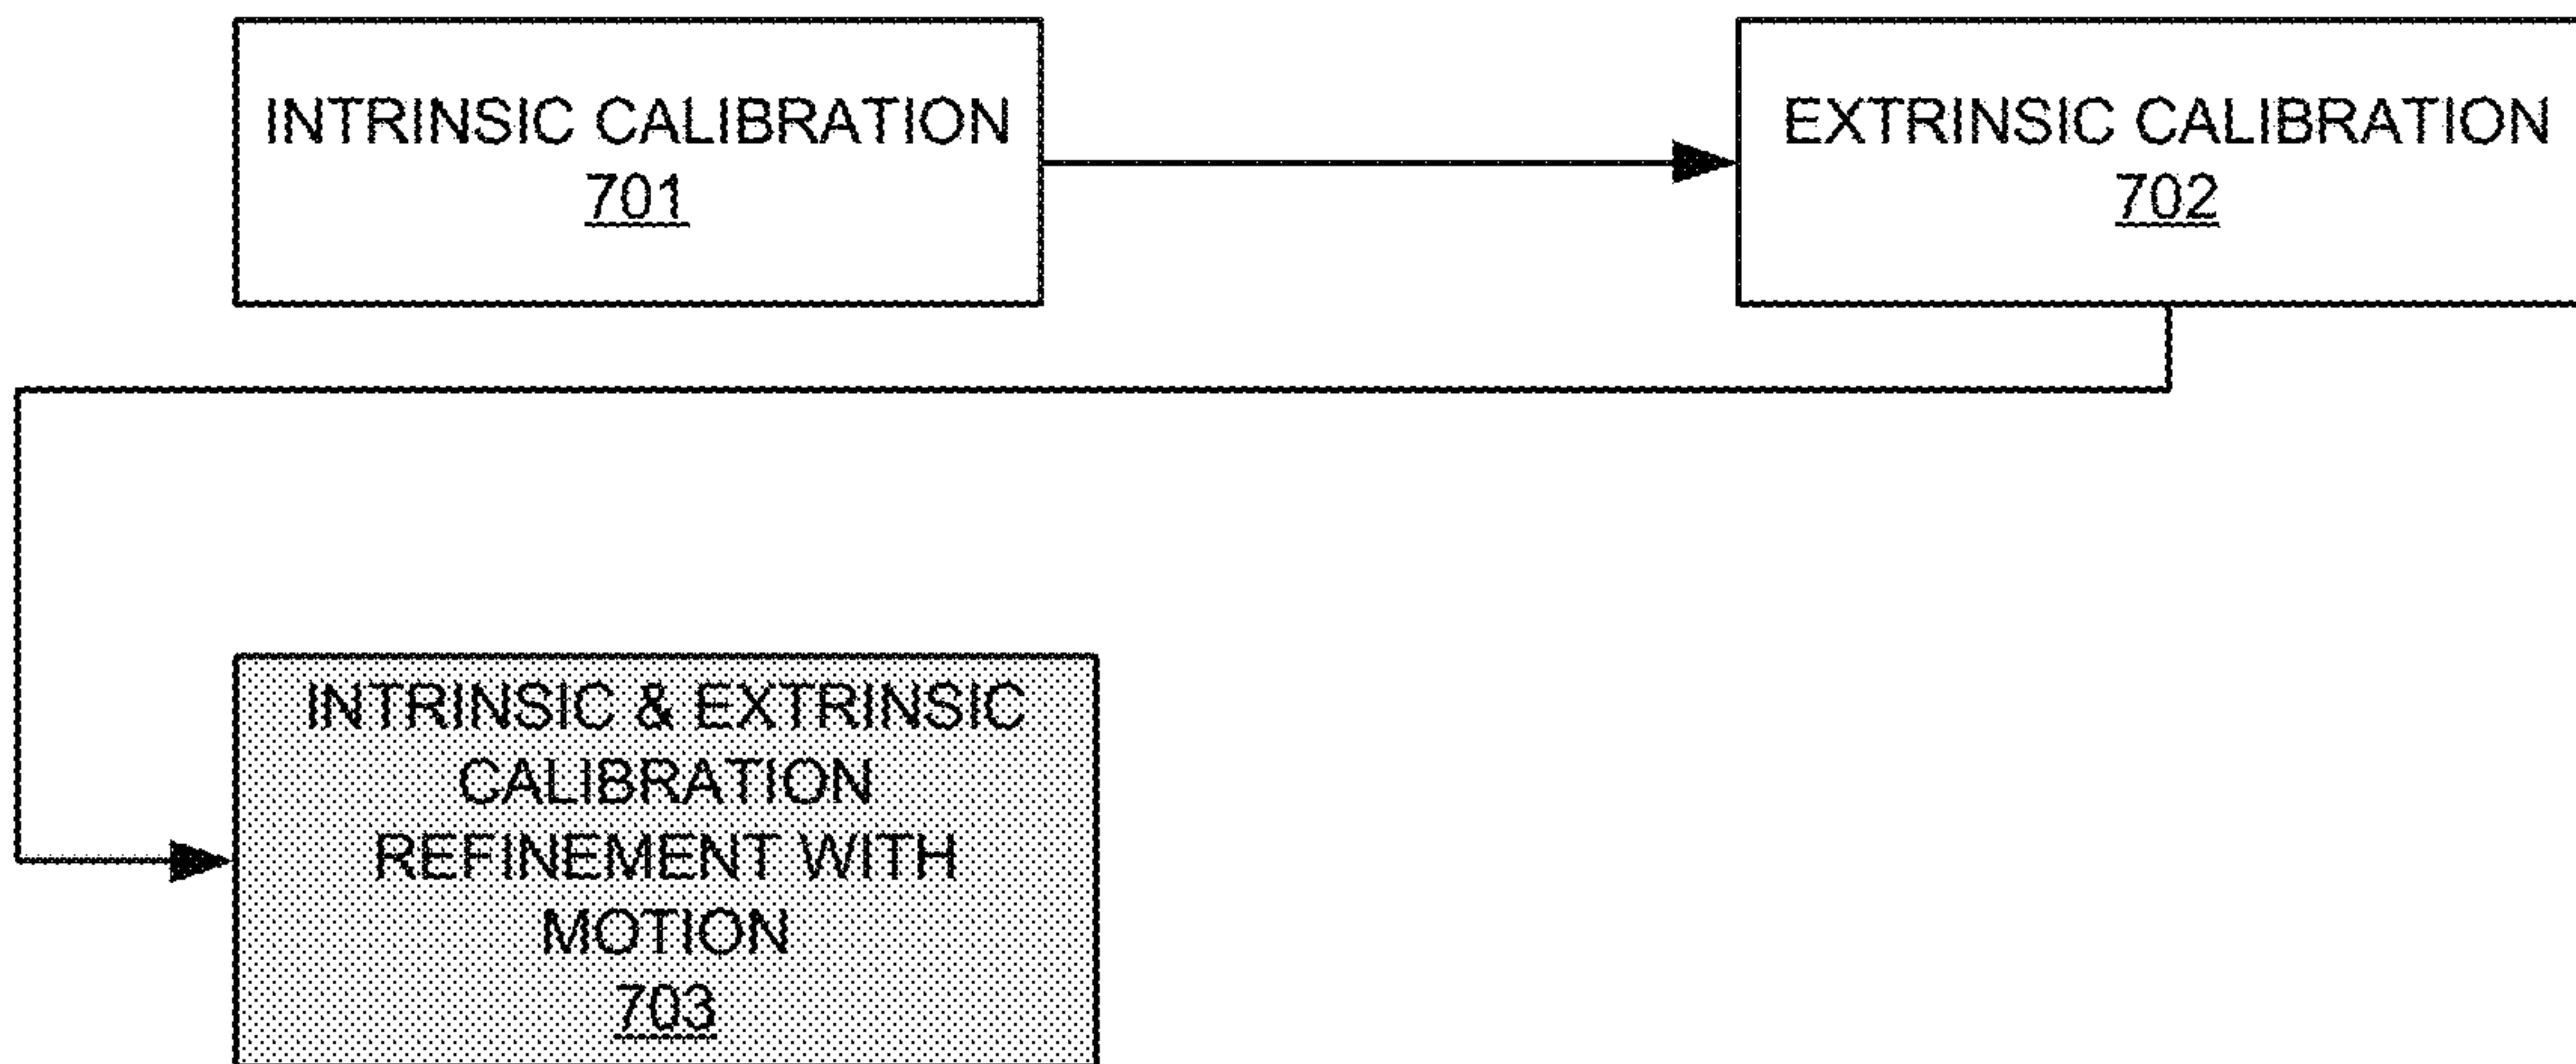 INTRINSIC CALIBRATION
701
EXTRINSIC CALIBRATION
702
INTRINSIC & EXTRINSIC
CALIBRATION
REFINEMENT WITH
MOTION
703